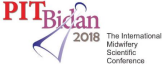 PIT
Bidan
2018
The International
Midwifery
Scientific
Conference